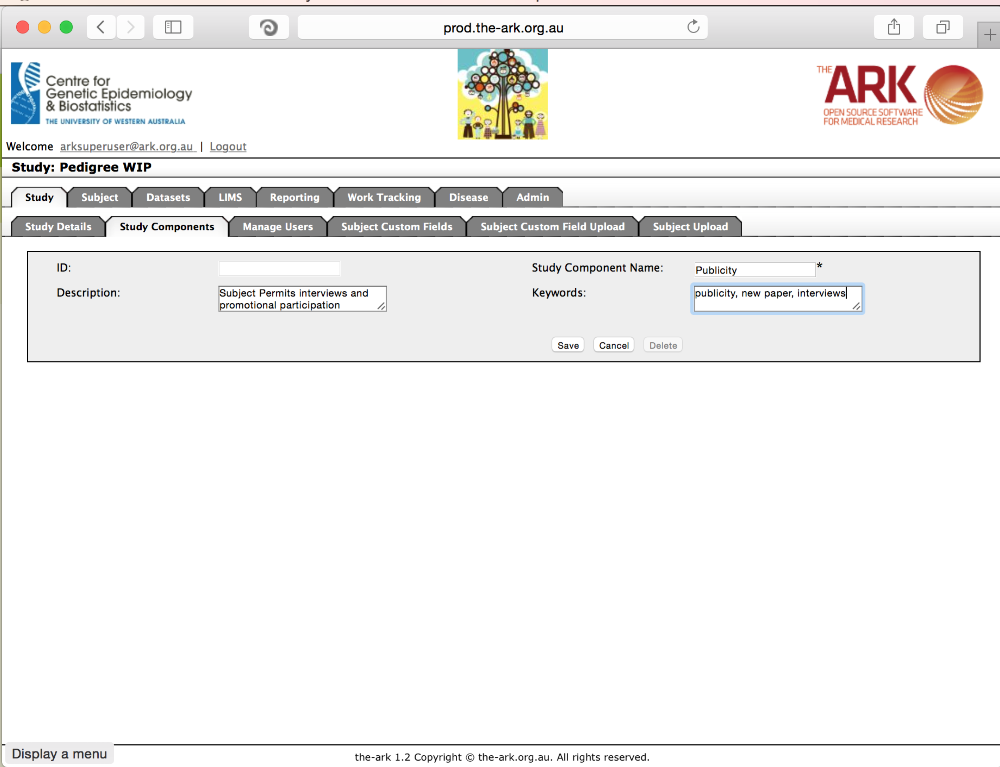 prod.the-ark.org.au
Centre for
Genetic Epidemiology
& Biostatistics
THE UNIVERSITY OF WESTERN AUSTRALIA
THE ARK
OPEN SOURCE SOFTWARE
FOR MEDICAL RESEARCH
Welcome arksuperuser@ark.org.au | Logout
Study: Pedigree WIP
Study Subject Datasets LIMS Reporting Work Tracking Disease Admin
Study Details Study Components Manage Users Subject Custom Fields Subject Custom Field Upload Subject Upload
ID: Study Component Name: Publicity *
Description: Subject Permits interviews and
promotional participation
Keywords: publicity, new paper, interviews
Save Cancel Delete
Display a menu
the-ark 1.2 Copyright © the-ark.org.au. All rights reserved.